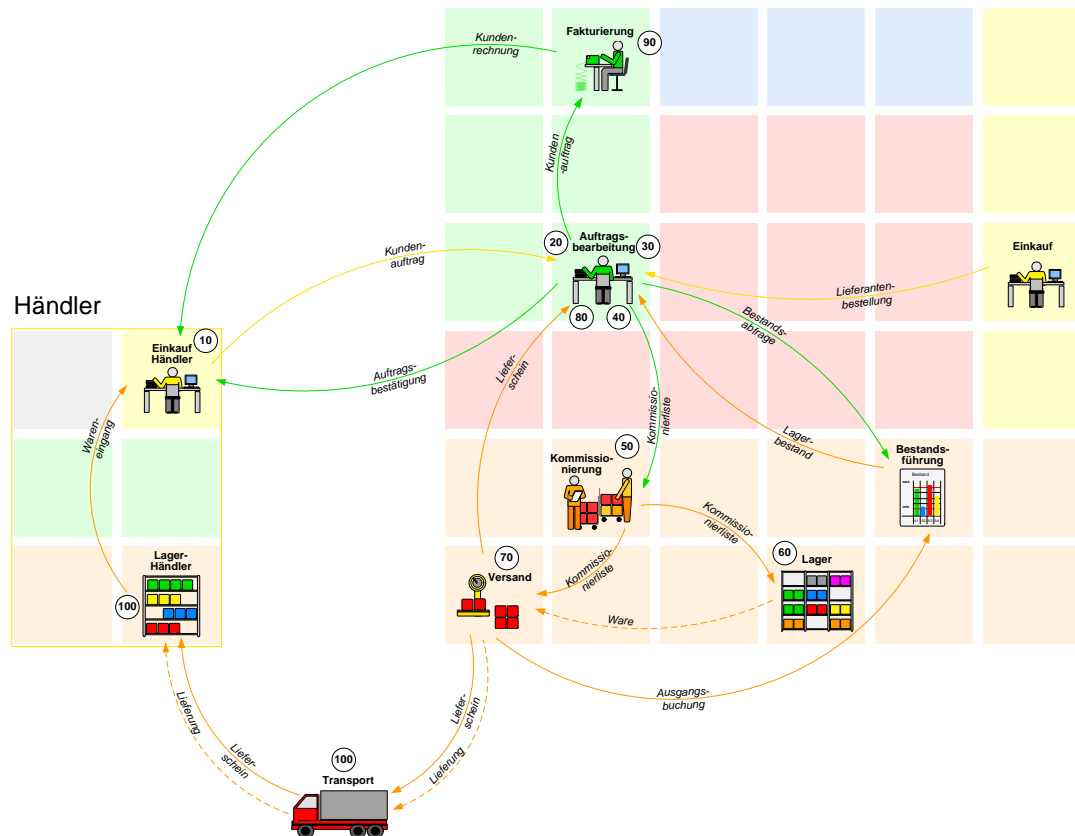 Fakturierung
90
Kunden-
rechnung
Kunden
-auftrag
20
Auftrags-
bearbeitung
30
80
40
Einkauf
Lieferanten-
bestellung
Kunden-
auftrag
Händler
Einkauf
Händler
10
Auftrags-
bestätigung
Liefer-
schein
Bestands-
abfrage
Kommissio-
nierliste
Lager-
bestand
Waren-
eingang
50
Kommissio-
nierung
Bestands-
führung
Bestand
max
min
Kommissio-
nierliste
Kommissio-
nierliste
70
Versand
60
Lager
Ware
Lager-
Händler
100
Ausgangs-
buchung
Liefer-
schein
Lieferung
Lieferung
Liefer-
schein
100
Transport